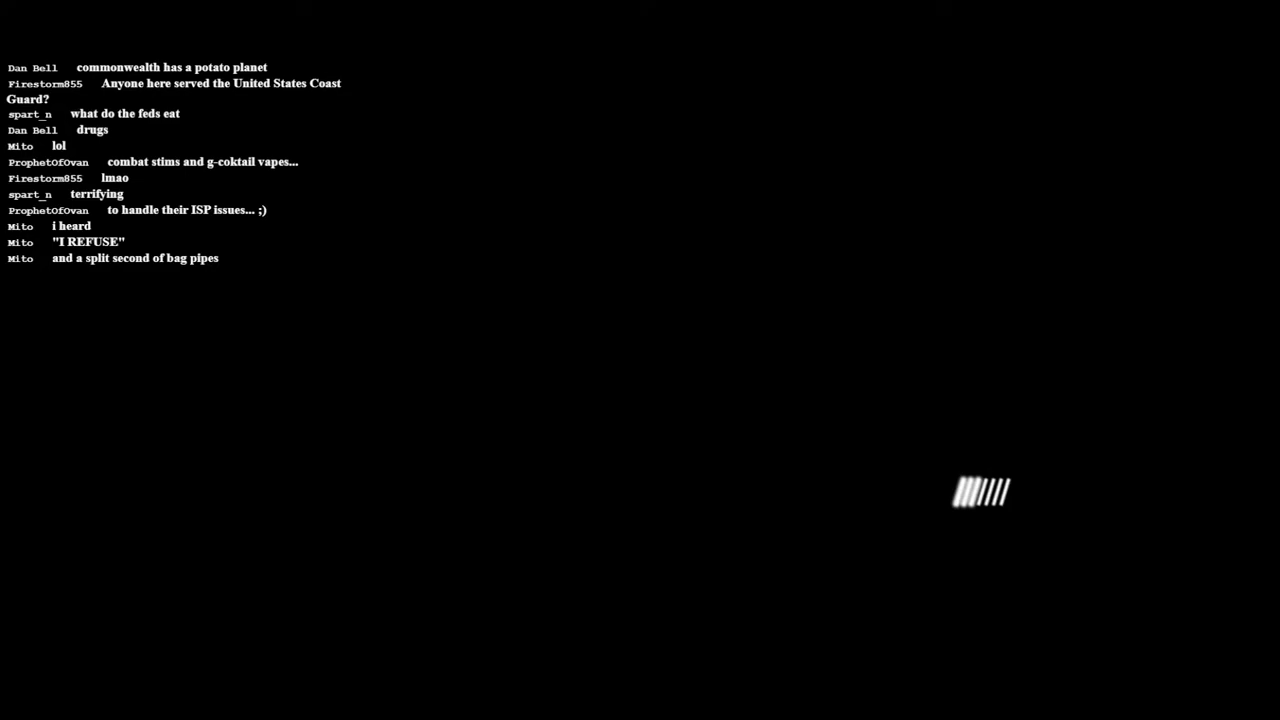 Dan Bell commonwealth has a potato planet
Firestorm855 Anyone here served the United States Coast
Guard?
spart_n what do the feds eat
Dan Bell drugs
Mito lol
ProphetOfOvan combat stims and g-coktail vapes...
Firestorm855 lmao
spart_n terrifying
ProphetOfOvan to handle their ISP issues... ;)
Mito i heard
Mito "I REFUSE"
Mito and a split second of bag pipes